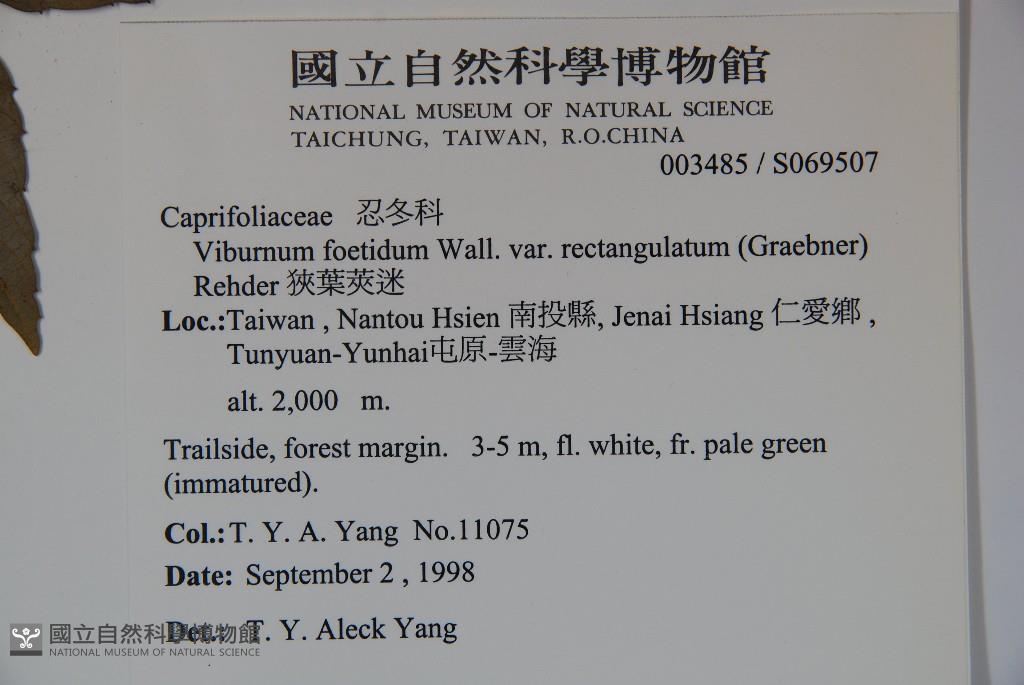 國立自然科學博物館
NATIONAL MUSEUM OF NATURAL SCIENCE
TAICHUNG, TAIWAN, R.O.CHINA
003485 / S069507
Caprifoliaceae 忍冬科
Viburnum foetidum Wall. var. rectangulatum (Graebner)
Rehder 狹葉莢迷
Loc.:Taiwan , Nantou Hsien 南投縣, Jenai Hsiang 仁愛鄉 ,
Tunyuan-Yunhai屯原-雲海
alt. 2,000 m.
Trailside, forest margin. 3-5 m, fl. white, fr. pale green
(immatured).
Col.:T. Y. A. Yang No.11075
Date: September 2 , 1998
Det.: T. Y. Aleck Yang
國立自然科學博物館
NATIONAL MUSEUM OF NATURAL SCIENCE